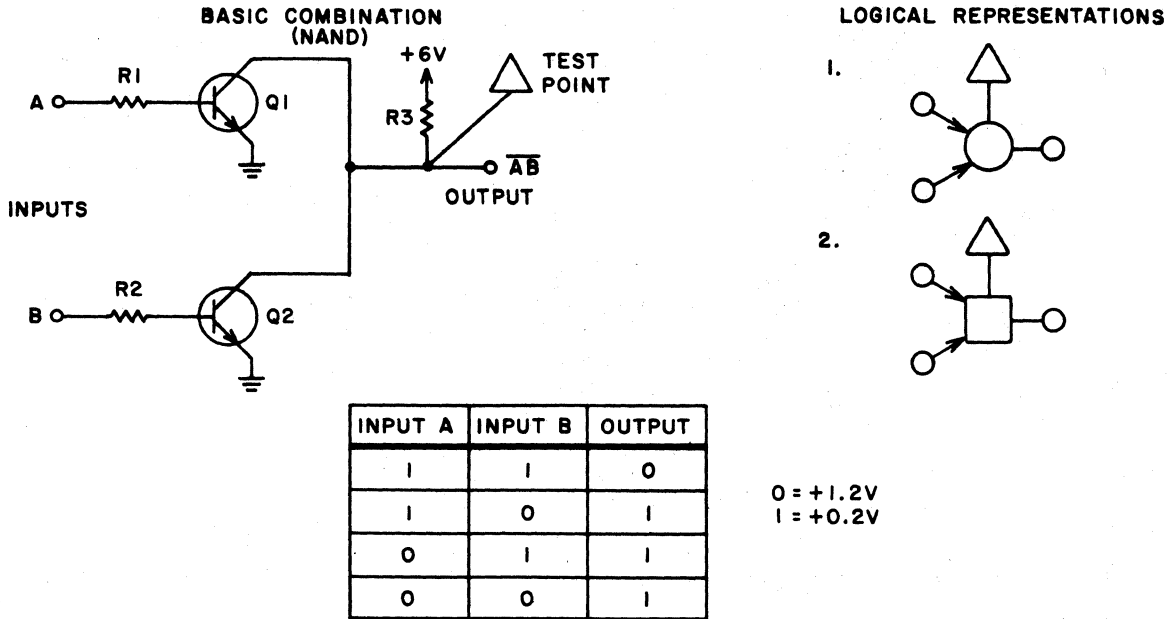 BASIC COMBINATION
(NAND)
LOGICAL REPRESENTATIONS
+6V
TEST
POINT
R1
A
Q1
R3
A̅B̅
OUTPUT
INPUTS
R2
B
Q2
1.
2.
INPUT A INPUT B OUTPUT
1 1 0
1 0 1
0 1 1
0 0 1
0 = +1.2V
1 = +0.2V